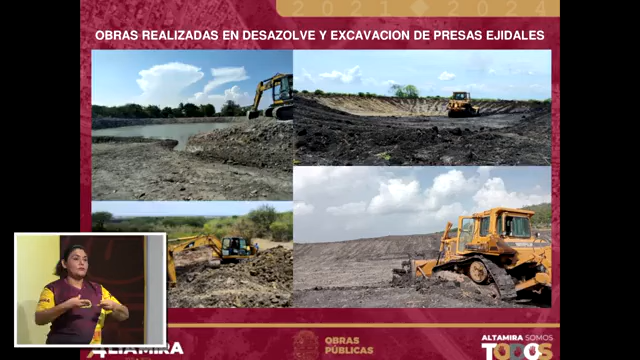 2021 2024
OBRAS REALIZADAS EN DESAZOLVE Y EXCAVACION DE PRESAS EJIDALES
ALTAMIRA
OBRAS
PÚBLICAS
ALTAMIRA SOMOS
TODOS